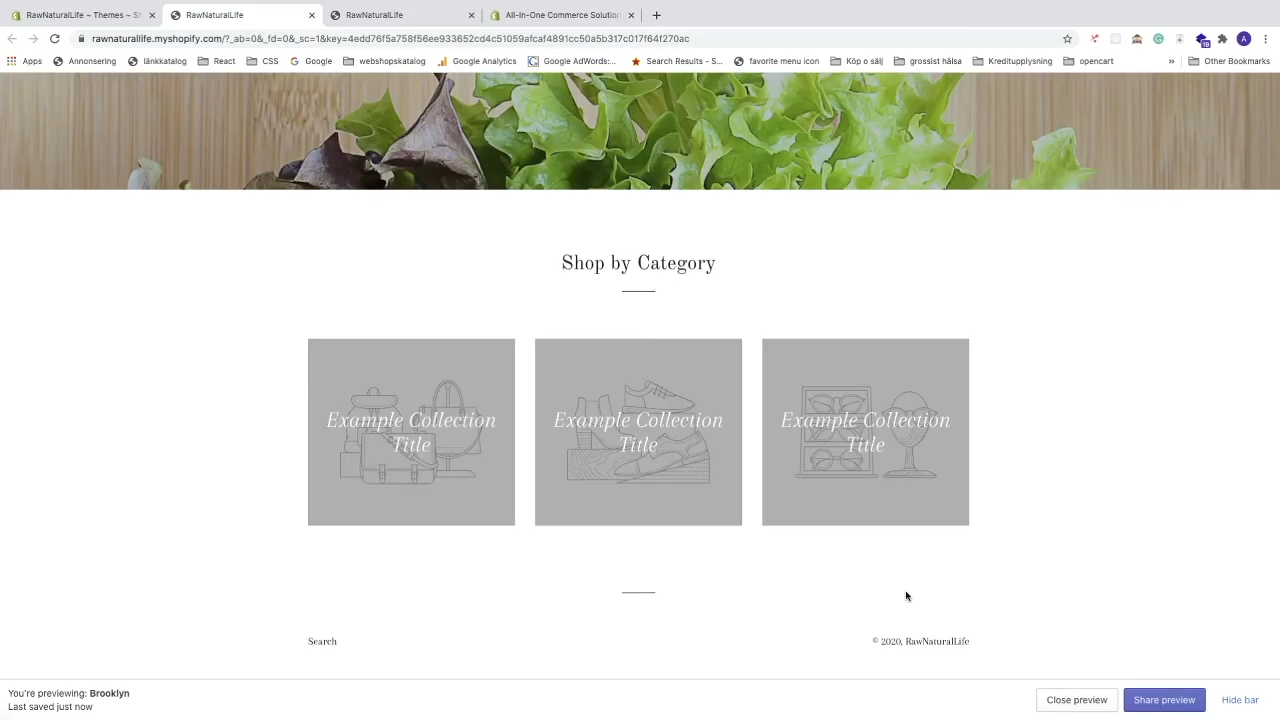 RawNaturalLife ~ Themes ~ Sh
RawNaturalLife
RawNaturalLife
All-In-One Commerce Solution
rawnaturallife.myshopify.com/?_ab=0&_fd=0&_sc=1&key=4edd76f5a758f56ee933652cd4c51059afcaf4891cc50a5b317c017f64f270ac
19
A
Apps
Annonsering
länkkatalog
React
CSS
Google
webshopskatalog
Google Analytics
Google AdWords:...
Search Results - S...
favorite menu icon
Köp o sälj
grossist hälsa
Kreditupplysning
opencart
»
Other Bookmarks
Shop by Category
Example Collection
Title
Example Collection
Title
Example Collection
Title
Search
© 2020, RawNaturalLife
You're previewing: Brooklyn
Last saved just now
Close preview
Share preview
Hide bar